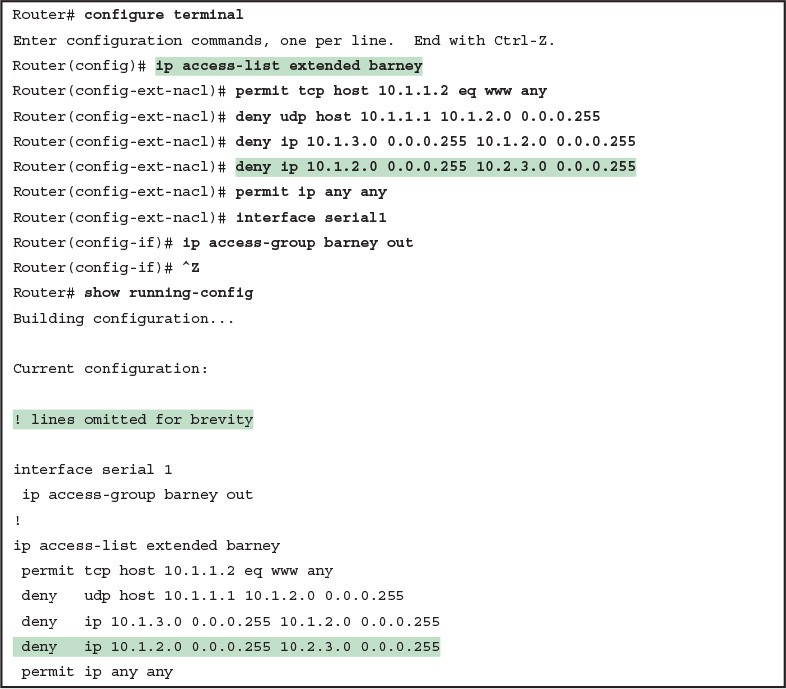 Router# configure terminal
Enter configuration commands, one per line.  End with Ctrl-Z.
Router(config)# ip access-list extended barney
Router(config-ext-nacl)# permit tcp host 10.1.1.2 eq www any
Router(config-ext-nacl)# deny udp host 10.1.1.1 10.1.2.0 0.0.0.255
Router(config-ext-nacl)# deny ip 10.1.3.0 0.0.0.255 10.1.2.0 0.0.0.255
Router(config-ext-nacl)# deny ip 10.1.2.0 0.0.0.255 10.2.3.0 0.0.0.255
Router(config-ext-nacl)# permit ip any any
Router(config-ext-nacl)# interface serial1
Router(config-if)# ip access-group barney out
Router(config-if)# ^Z
Router# show running-config
Building configuration...
Current configuration:
! lines omitted for brevity
interface serial 1
 ip access-group barney out
!
ip access-list extended barney
 permit tcp host 10.1.1.2 eq www any
 deny   udp host 10.1.1.1 10.1.2.0 0.0.0.255
 deny   ip 10.1.3.0 0.0.0.255 10.1.2.0 0.0.0.255
 deny   ip 10.1.2.0 0.0.0.255 10.2.3.0 0.0.0.255
 permit ip any any